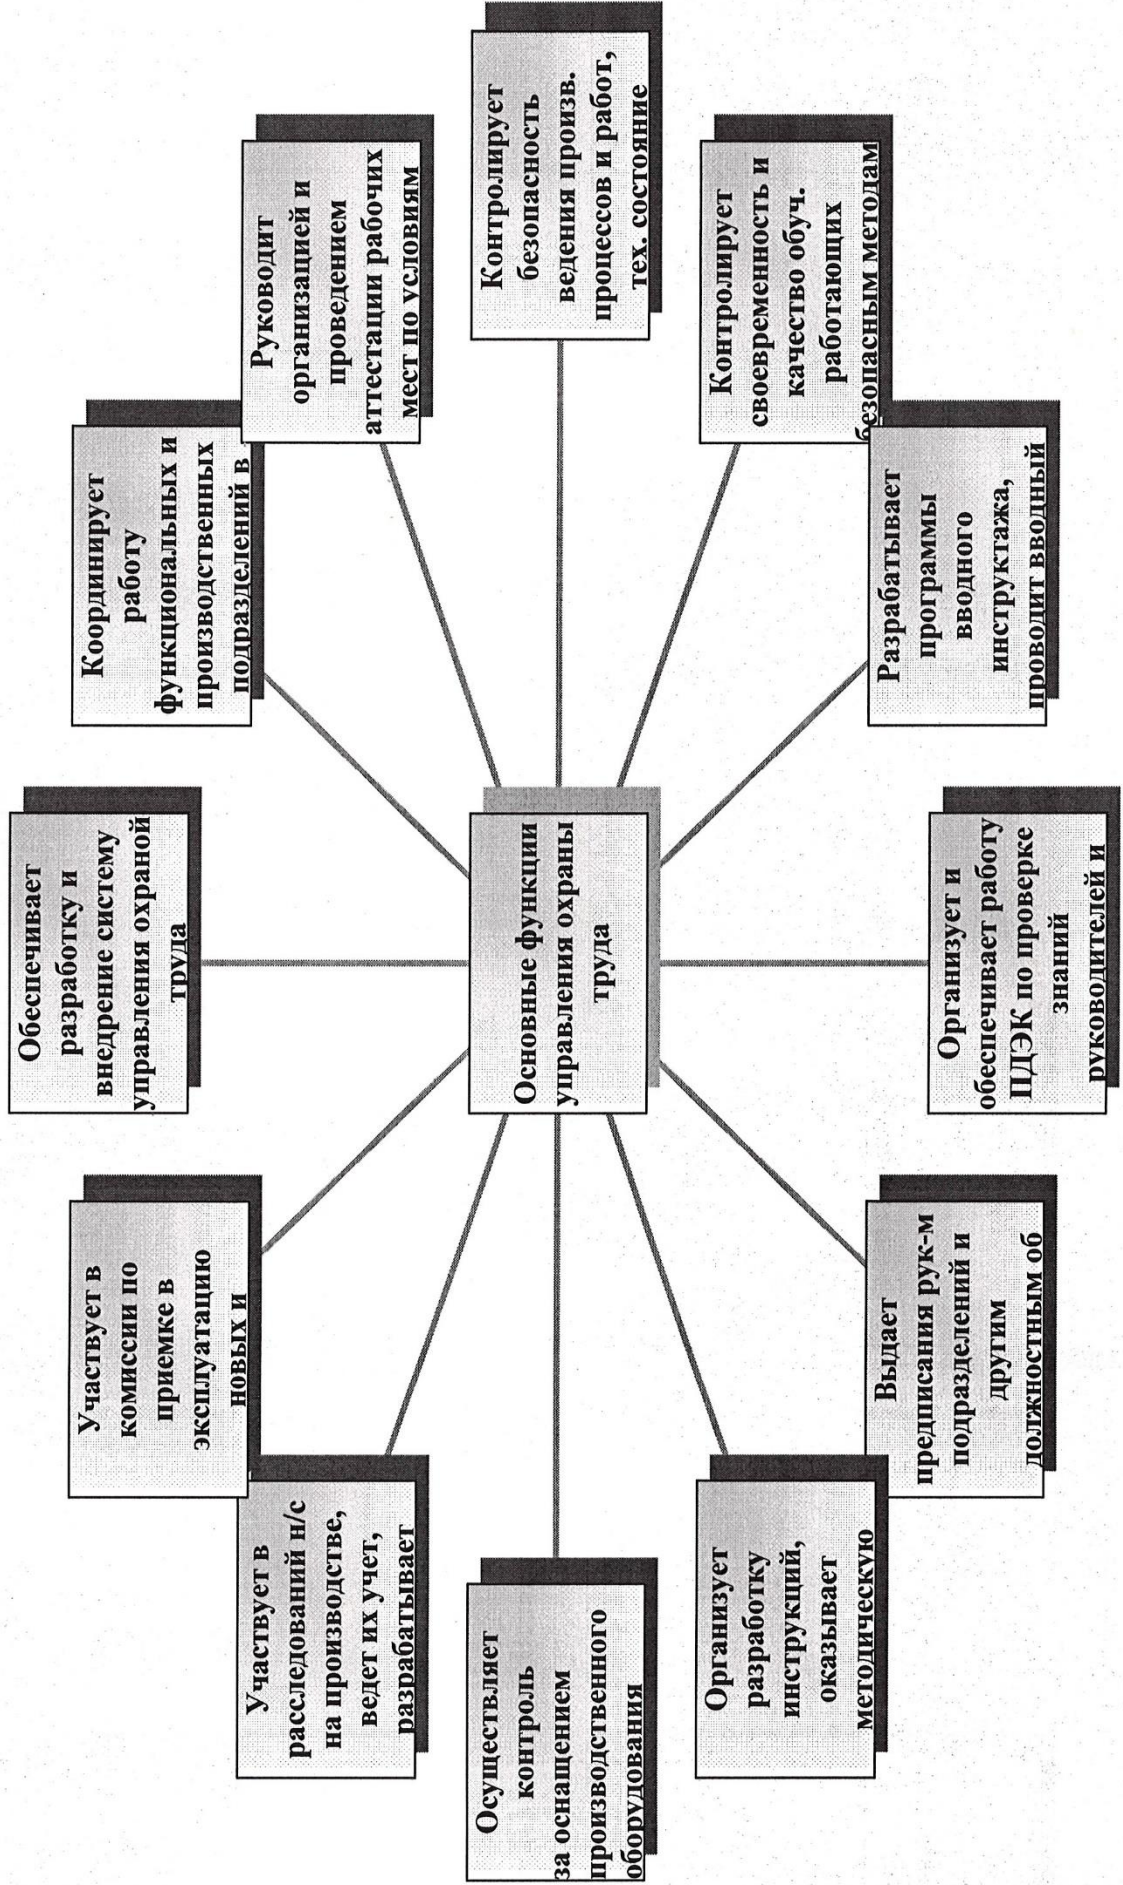 Обеспечивает
разработку и
внедрение систему
управления охраной
труда
Координирует
работу
функциональных и
производственных
подразделений в
Руководит
организацией и
проведением
аттестации рабочих
мест по условиям
Контролирует
безопасность
ведения произв.
процессов и работ,
тех. состояние
Контролирует
своевременность и
качество обуч.
работающих
безопасным методам
Разрабатывает
программы
вводного
инструктажа,
проводит вводный
Организует и
обеспечивает работу
ПДЭК по проверке
знаний
руководителей и
Выдает
предписания рук-м
подразделений и
другим
должностным об
Организует
разработку
инструкций,
оказывает
методическую
Осуществляет
контроль
за оснащением
производственного
оборудования
Участвует в
расследований н/с
на производстве,
ведет их учет,
разрабатывает
Участвует в
комиссии по
приемке в
эксплуатацию
новых и
Основные функции
управления охраны
труда